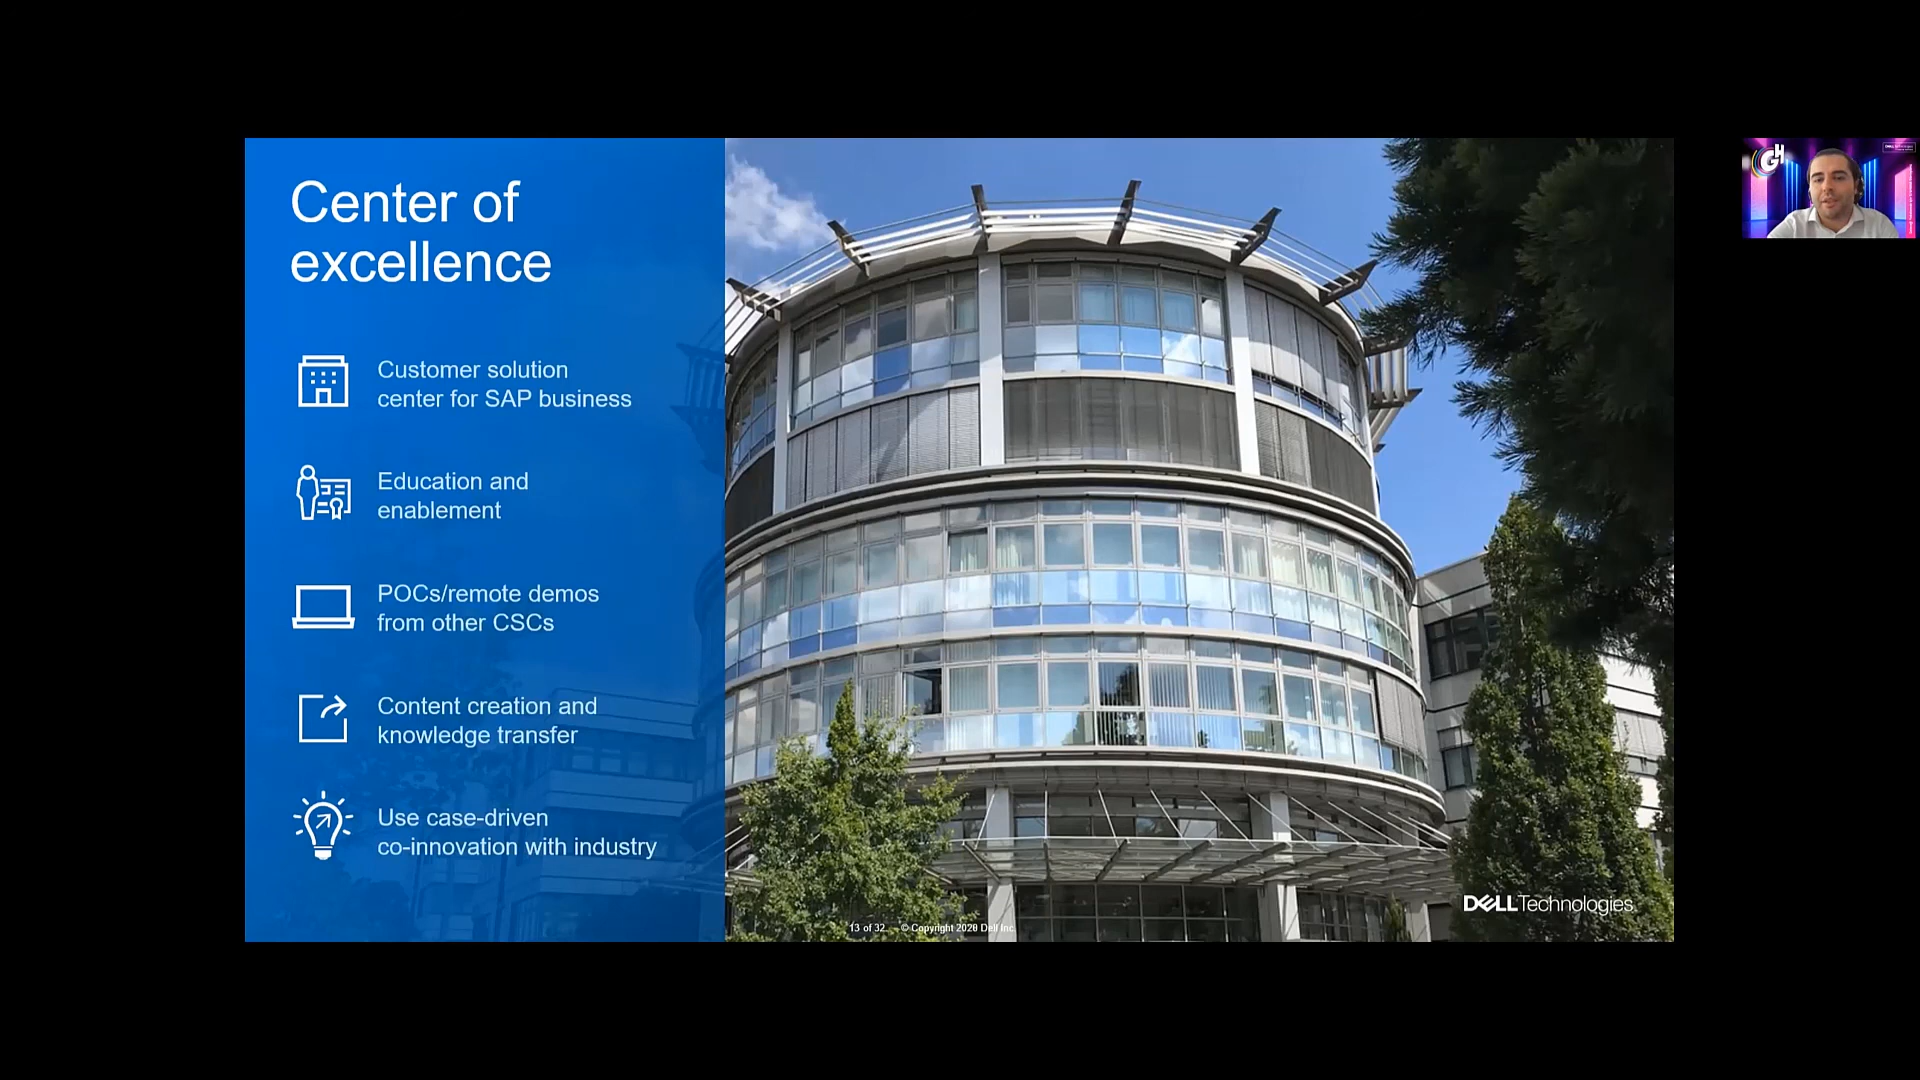 Center of
excellence
Customer solution
center for SAP business
Education and
enablement
POCs/remote demos
from other CSCs
Content creation and
knowledge transfer
Use case-driven
co-innovation with industry
13 of 32
© Copyright 2020 Dell Inc.
DELLTechnologies
GH